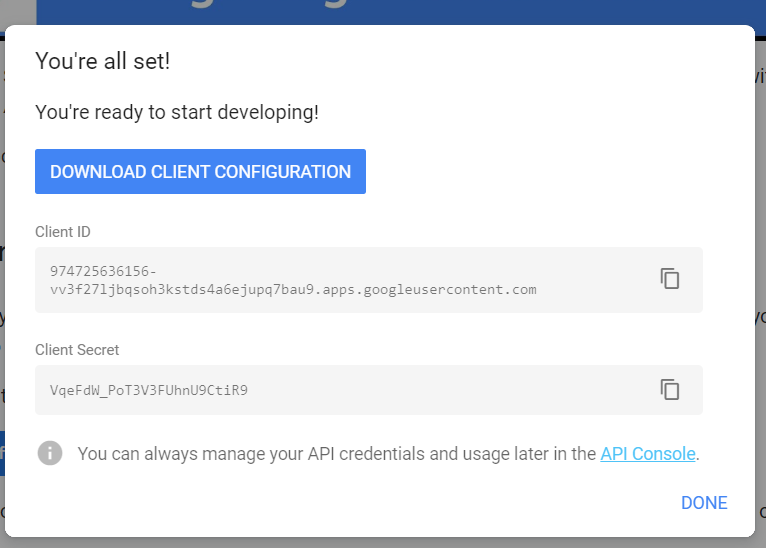 You're all set!
You're ready to start developing!
DOWNLOAD CLIENT CONFIGURATION
Client ID
974725636156-
vv3f27ljbqsoh3kstds4a6ejupq7bau9.apps.googleusercontent.com
Client Secret
VqeFdW_PoT3V3FUhnU9CtiR9
You can always manage your API credentials and usage later in the API Console.
DONE